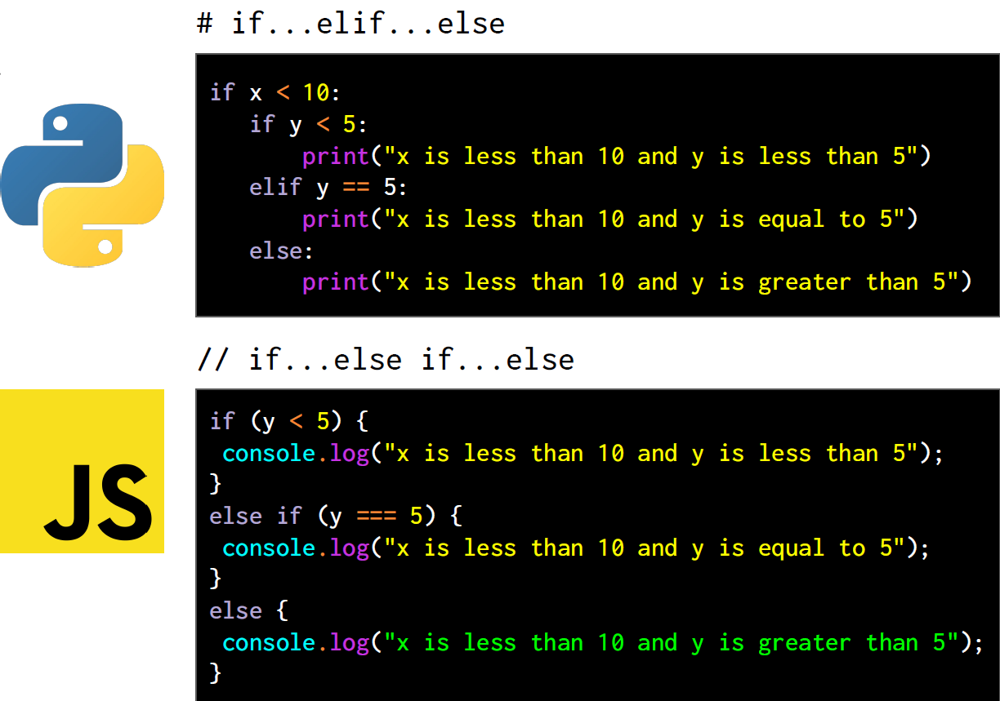 # if...elif...else
if x < 10:
   if y < 5:
       print("x is less than 10 and y is less than 5")
   elif y == 5:
       print("x is less than 10 and y is equal to 5")
   else:
       print("x is less than 10 and y is greater than 5")
// if...else if...else
if (y < 5) {
 console.log("x is less than 10 and y is less than 5");
}
else if (y === 5) {
 console.log("x is less than 10 and y is equal to 5");
}
else {
 console.log("x is less than 10 and y is greater than 5");
}
JS